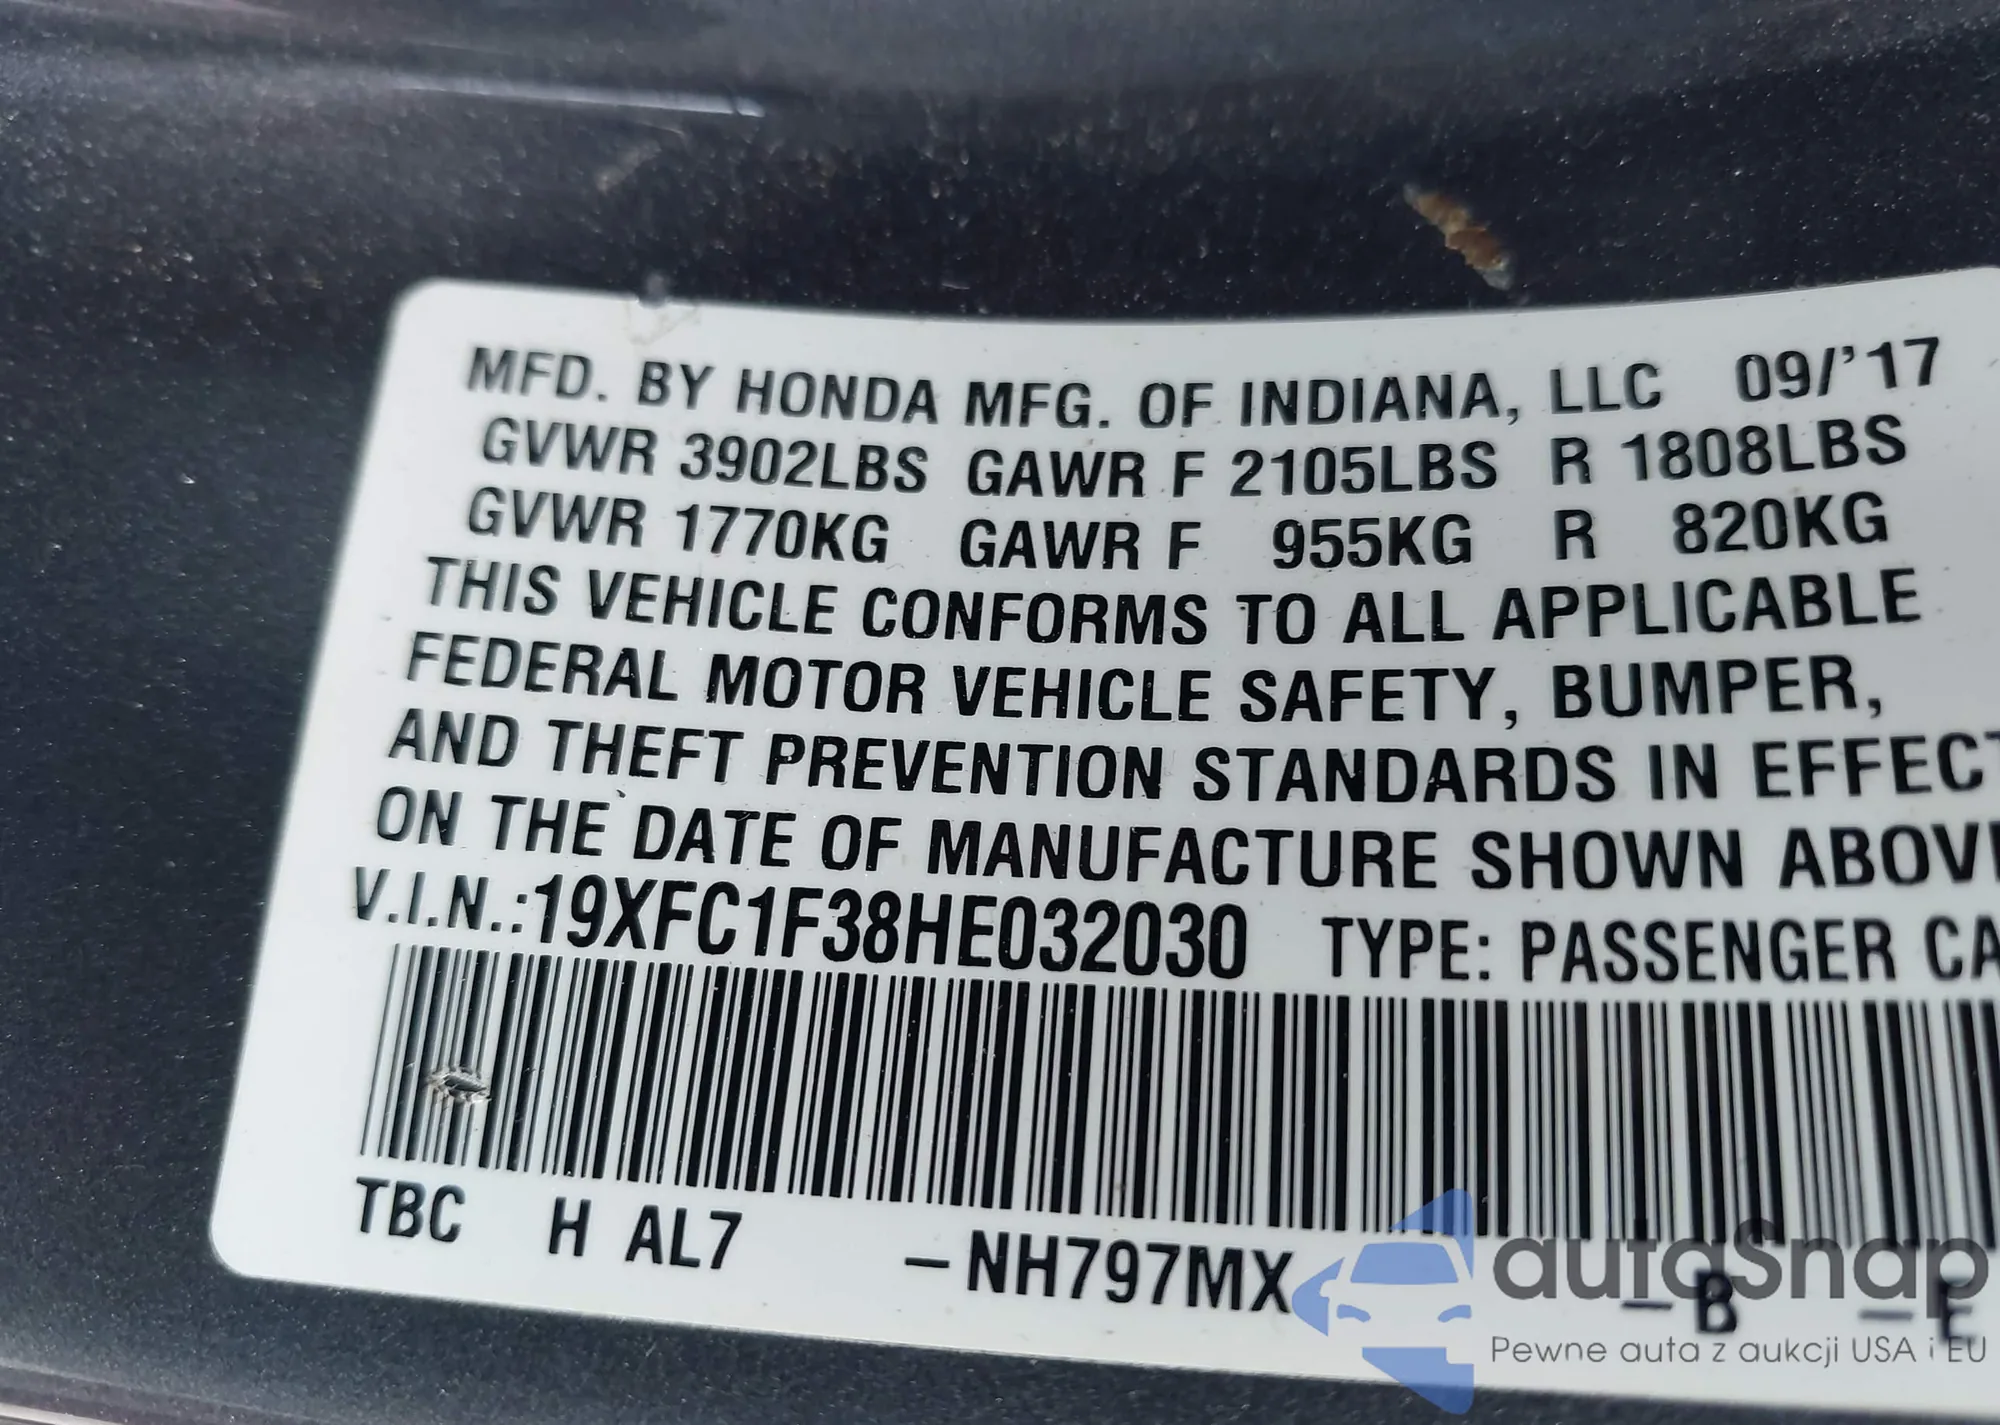 MFD. BY HONDA MFG. OF INDIANA, LLC 09/'17
GVWR 3902LBS GAWR F 2105LBS R 1808LBS
GVWR 1770KG GAWR F 955KG R 820KG
THIS VEHICLE CONFORMS TO ALL APPLICABLE
FEDERAL MOTOR VEHICLE SAFETY, BUMPER,
AND THEFT PREVENTION STANDARDS IN EFFECT
ON THE DATE OF MANUFACTURE SHOWN ABOVE
V.I.N.:19XFC1F38HE032030 TYPE: PASSENGER CA
TBC H AL7 -NH797MX -B -E
autoSnap
Pewne auta z aukcji USA i EU